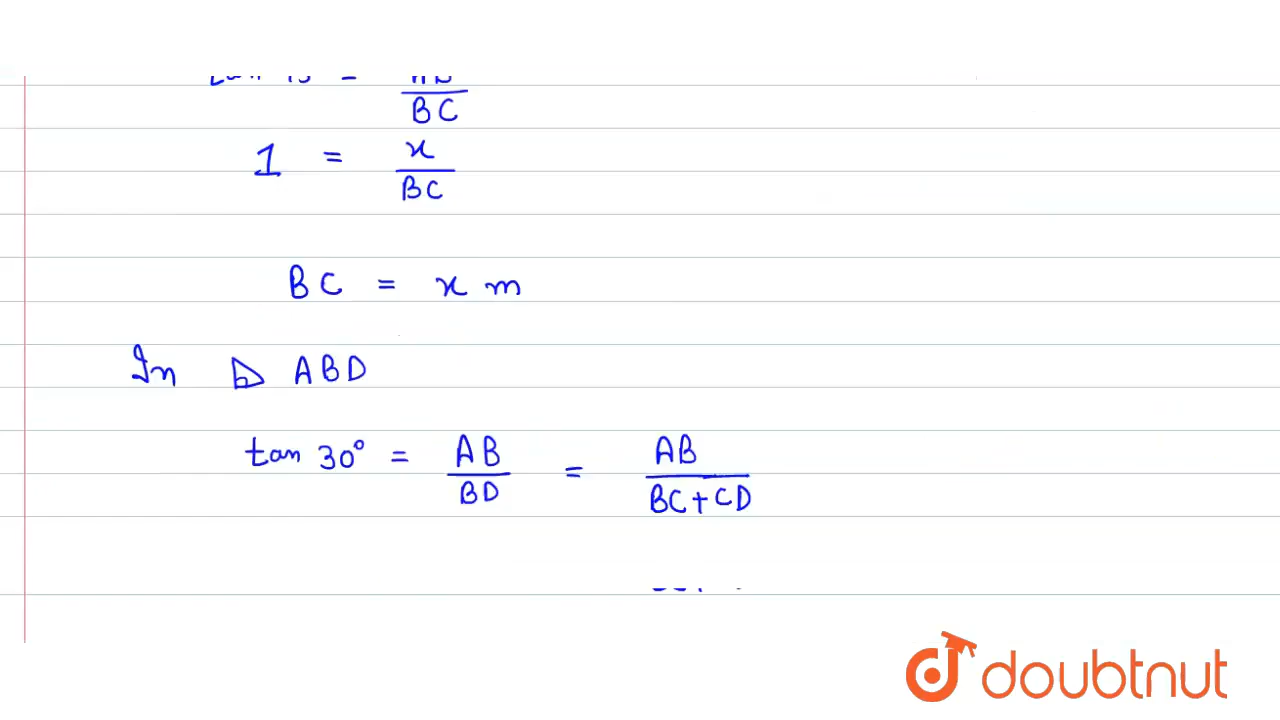 BC
1 = x
BC
BC = x m
In △ ABD
tan 30° = AB = AB
BD BC+CD
doubtnut